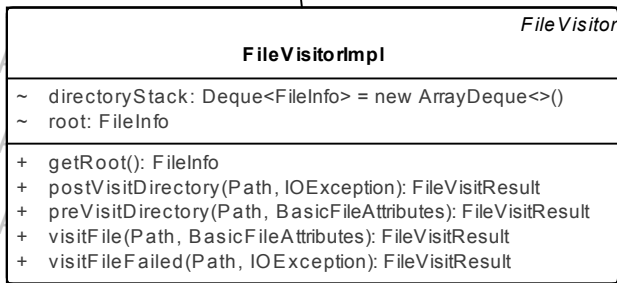 FileVisitor
FileVisitorImpl
~ directoryStack: Deque<FileInfo> = new ArrayDeque<>()
~ root: FileInfo
+ getRoot(): FileInfo
+ postVisitDirectory(Path, IOException): FileVisitResult
+ preVisitDirectory(Path, BasicFileAttributes): FileVisitResult
+ visitFile(Path, BasicFileAttributes): FileVisitResult
+ visitFileFailed(Path, IOException): FileVisitResult